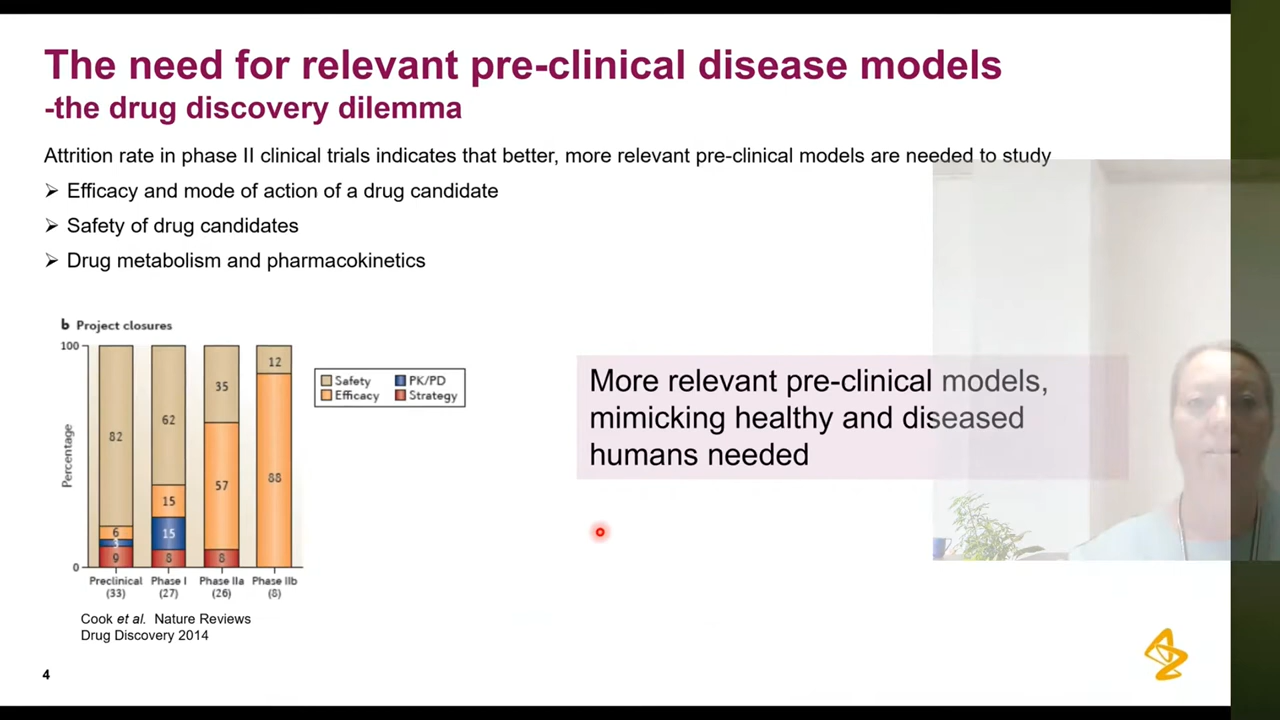 The need for relevant pre-clinical disease models
-the drug discovery dilemma
Attrition rate in phase II clinical trials indicates that better, more relevant pre-clinical models are needed to study
Efficacy and mode of action of a drug candidate
Safety of drug candidates
Drug metabolism and pharmacokinetics
b Project closures
100
Percentage
0
82
6
3
9
62
15
15
8
35
57
8
12
88
Preclinical (33)
Phase I (27)
Phase IIa (26)
Phase IIb (8)
Safety
PK/PD
Efficacy
Strategy
More relevant pre-clinical models,
mimicking healthy and diseased
humans needed
Cook et al. Nature Reviews
Drug Discovery 2014
4